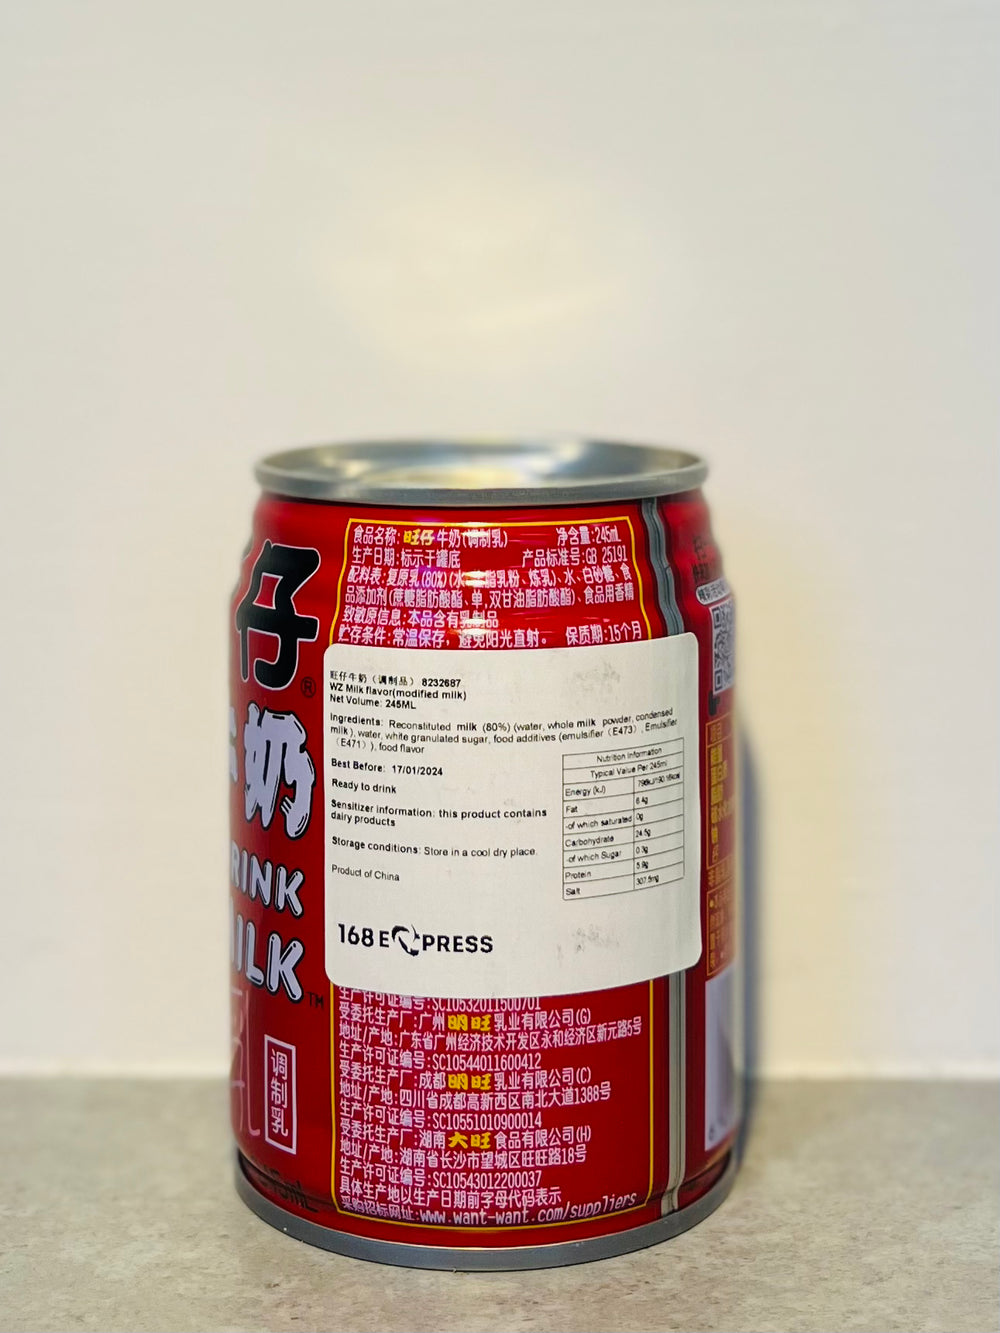 仔®
奶
RINK
ILK™
调制乳
食品名称:旺仔牛奶(调制乳) 净含量:245mL
生产日期:标示于罐底 产品标准号:GB 25191
配料表:复原乳(80%)(水、脂乳粉、炼乳)、水、白砂糖、食
品添加剂(蔗糖脂肪酸酯、单,双甘油脂肪酸酯)、食品用香精
致敏原信息:本品含有乳制品
贮存条件:常温保存,避免阳光直射。 保质期:15个月
旺仔牛奶（调制品）8232687
WZ Milk flavor(modified milk)
Net Volume: 245ML
Ingredients: Reconstituted milk (80%) (water, whole milk powder, condensed
milk), water, white granulated sugar, food additives (emulsifier（E473）, Emulsifier
（E471）), food flavor
Best Before: 17/01/2024
Ready to drink
Sensitizer information: this product contains
dairy products
Storage conditions: Store in a cool dry place.
Product of China
Nutrition Information
Typical Value Per 245ml
Energy (kJ)
Fat 6.4g
-of which saturated 0g
Carbohydrate 24.5g
-of which Sugar 0.3g
Protein 5.9g
Salt 307.5mg
168 EXPRESS
生产许可证编号:SC10532011500701
受委托生产厂:广州明旺乳业有限公司(G)
地址/产地:广东省广州经济技术开发区永和经济区新元路5号
生产许可证编号:SC10544011600412
受委托生产厂:成都明旺乳业有限公司(C)
地址/产地:四川省成都高新西区南北大道1388号
生产许可证编号:SC10551010900014
受委托生产厂:湖南大旺食品有限公司(H)
地址/产地:湖南省长沙市望城区旺旺路18号
生产许可证编号:SC10543012200037
具体生产地以生产日期前字母代码表示
采购招标网址:www.want-want.com/suppliers